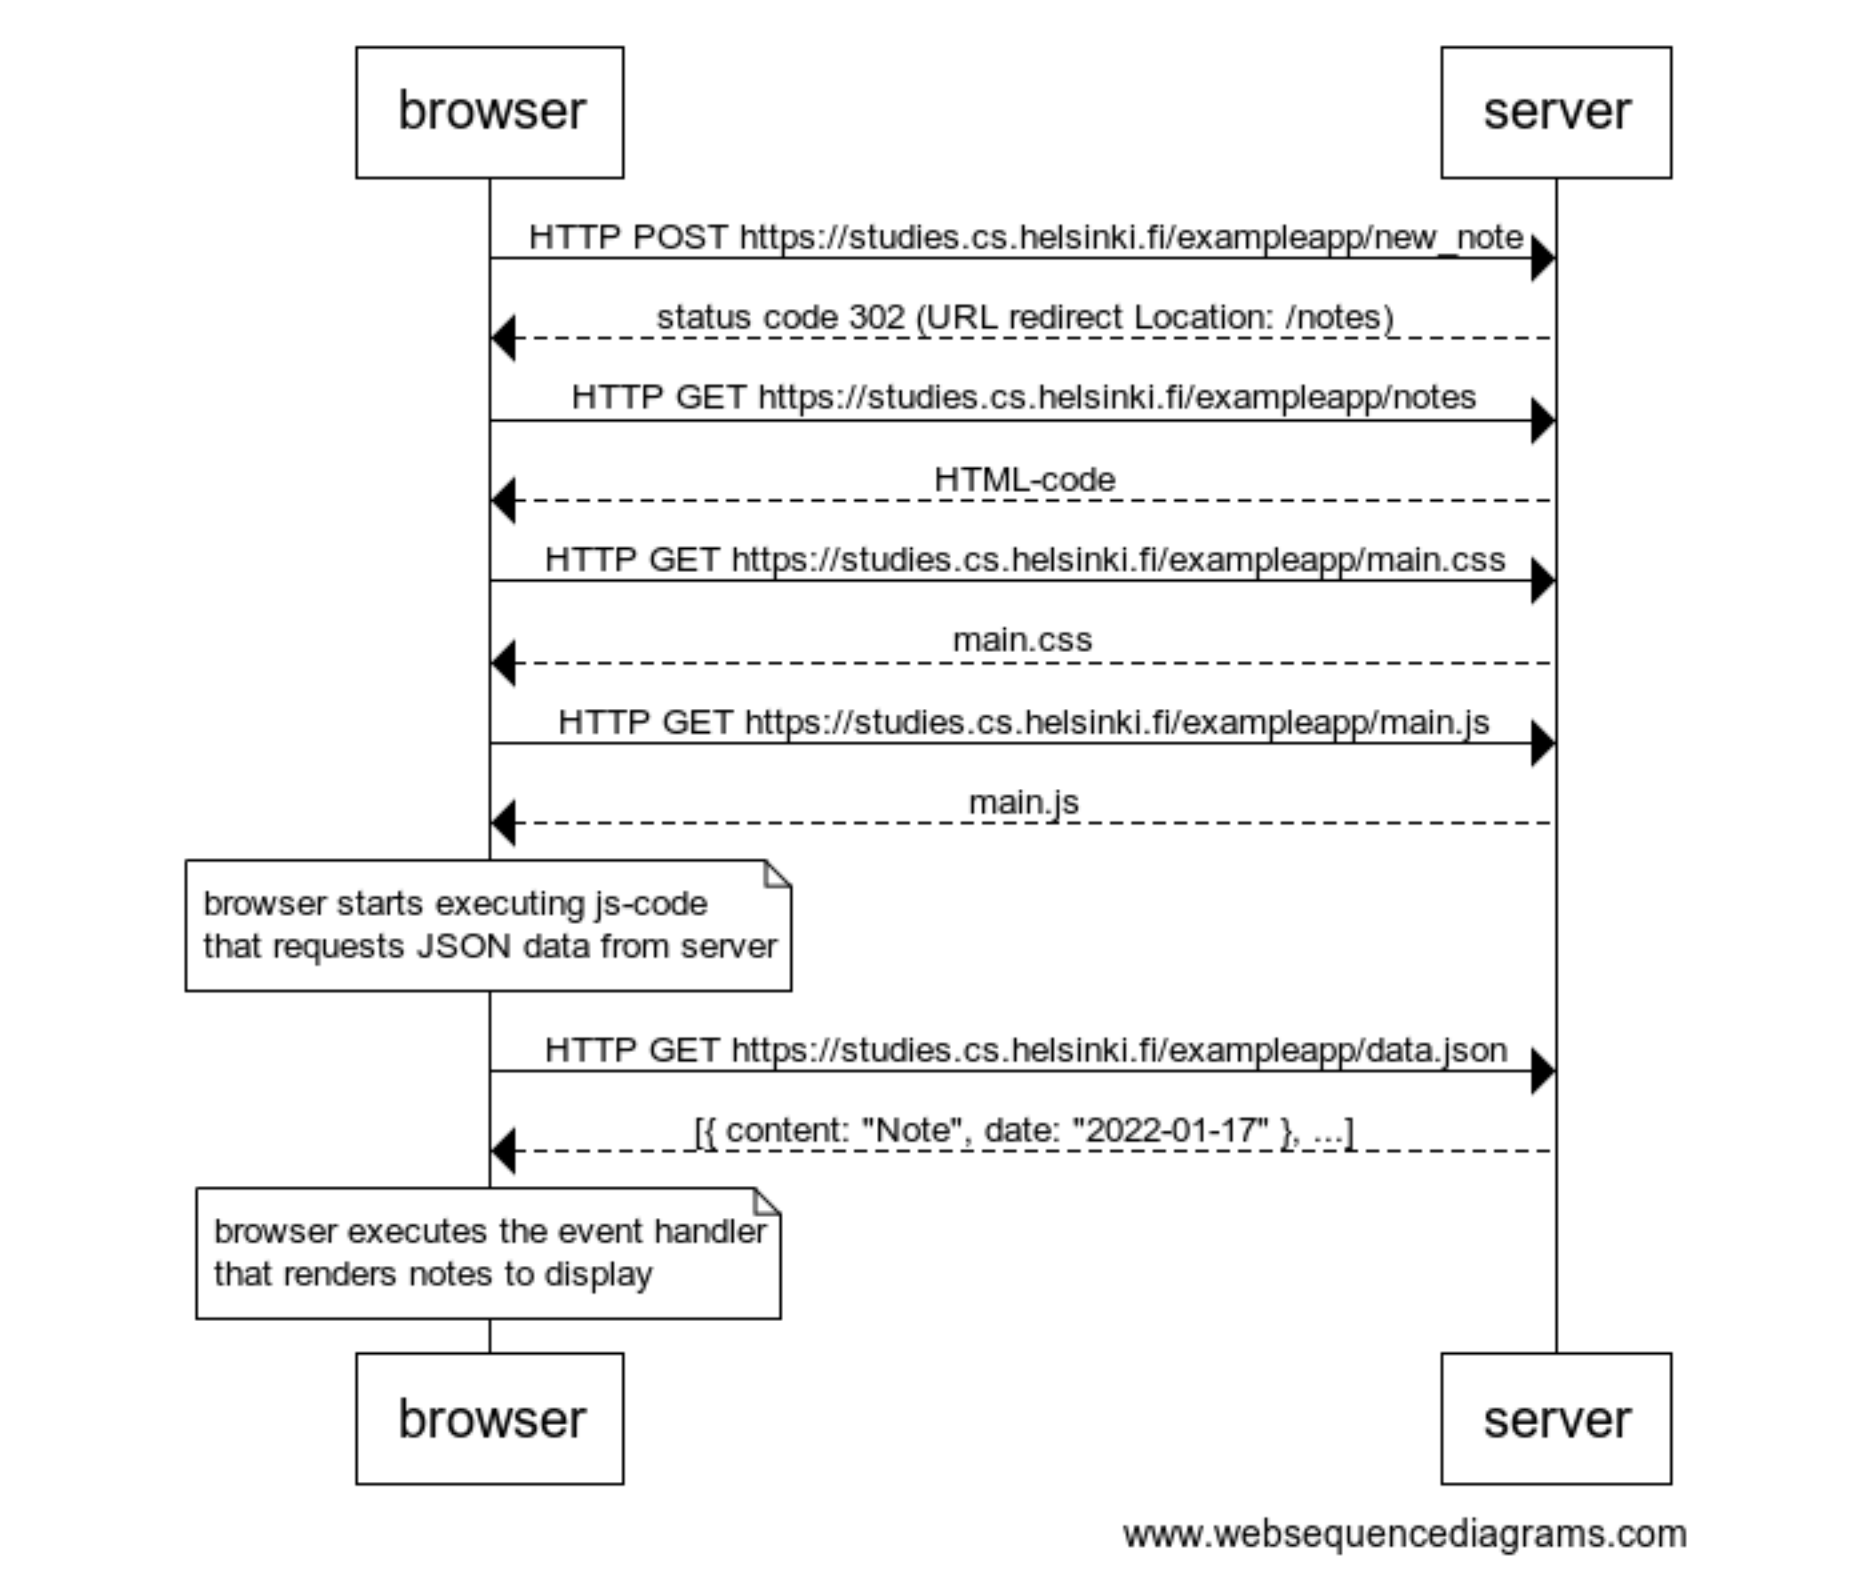 browser
server
HTTP POST https://studies.cs.helsinki.fi/exampleapp/new_note
status code 302 (URL redirect Location: /notes)
HTTP GET https://studies.cs.helsinki.fi/exampleapp/notes
HTML-code
HTTP GET https://studies.cs.helsinki.fi/exampleapp/main.css
main.css
HTTP GET https://studies.cs.helsinki.fi/exampleapp/main.js
main.js
browser starts executing js-code
that requests JSON data from server
HTTP GET https://studies.cs.helsinki.fi/exampleapp/data.json
[{ content: "Note", date: "2022-01-17" }, ...]
browser executes the event handler
that renders notes to display
browser
server
www.websequencediagrams.com